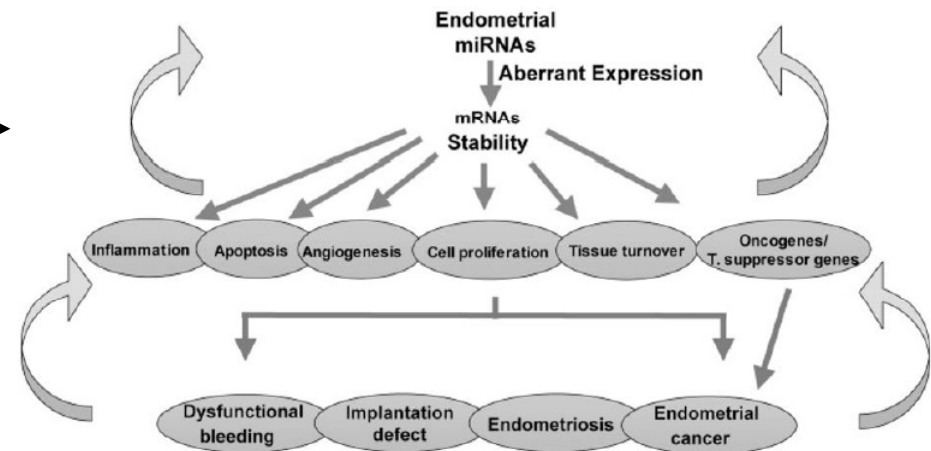 Endometrial
miRNAs
Aberrant Expression
mRNAs
Stability
Inflammation
Apoptosis
Angiogenesis
Cell proliferation
Tissue turnover
Oncogenes/
T. suppressor genes
Dysfunctional
bleeding
Implantation
defect
Endometriosis
Endometrial
cancer